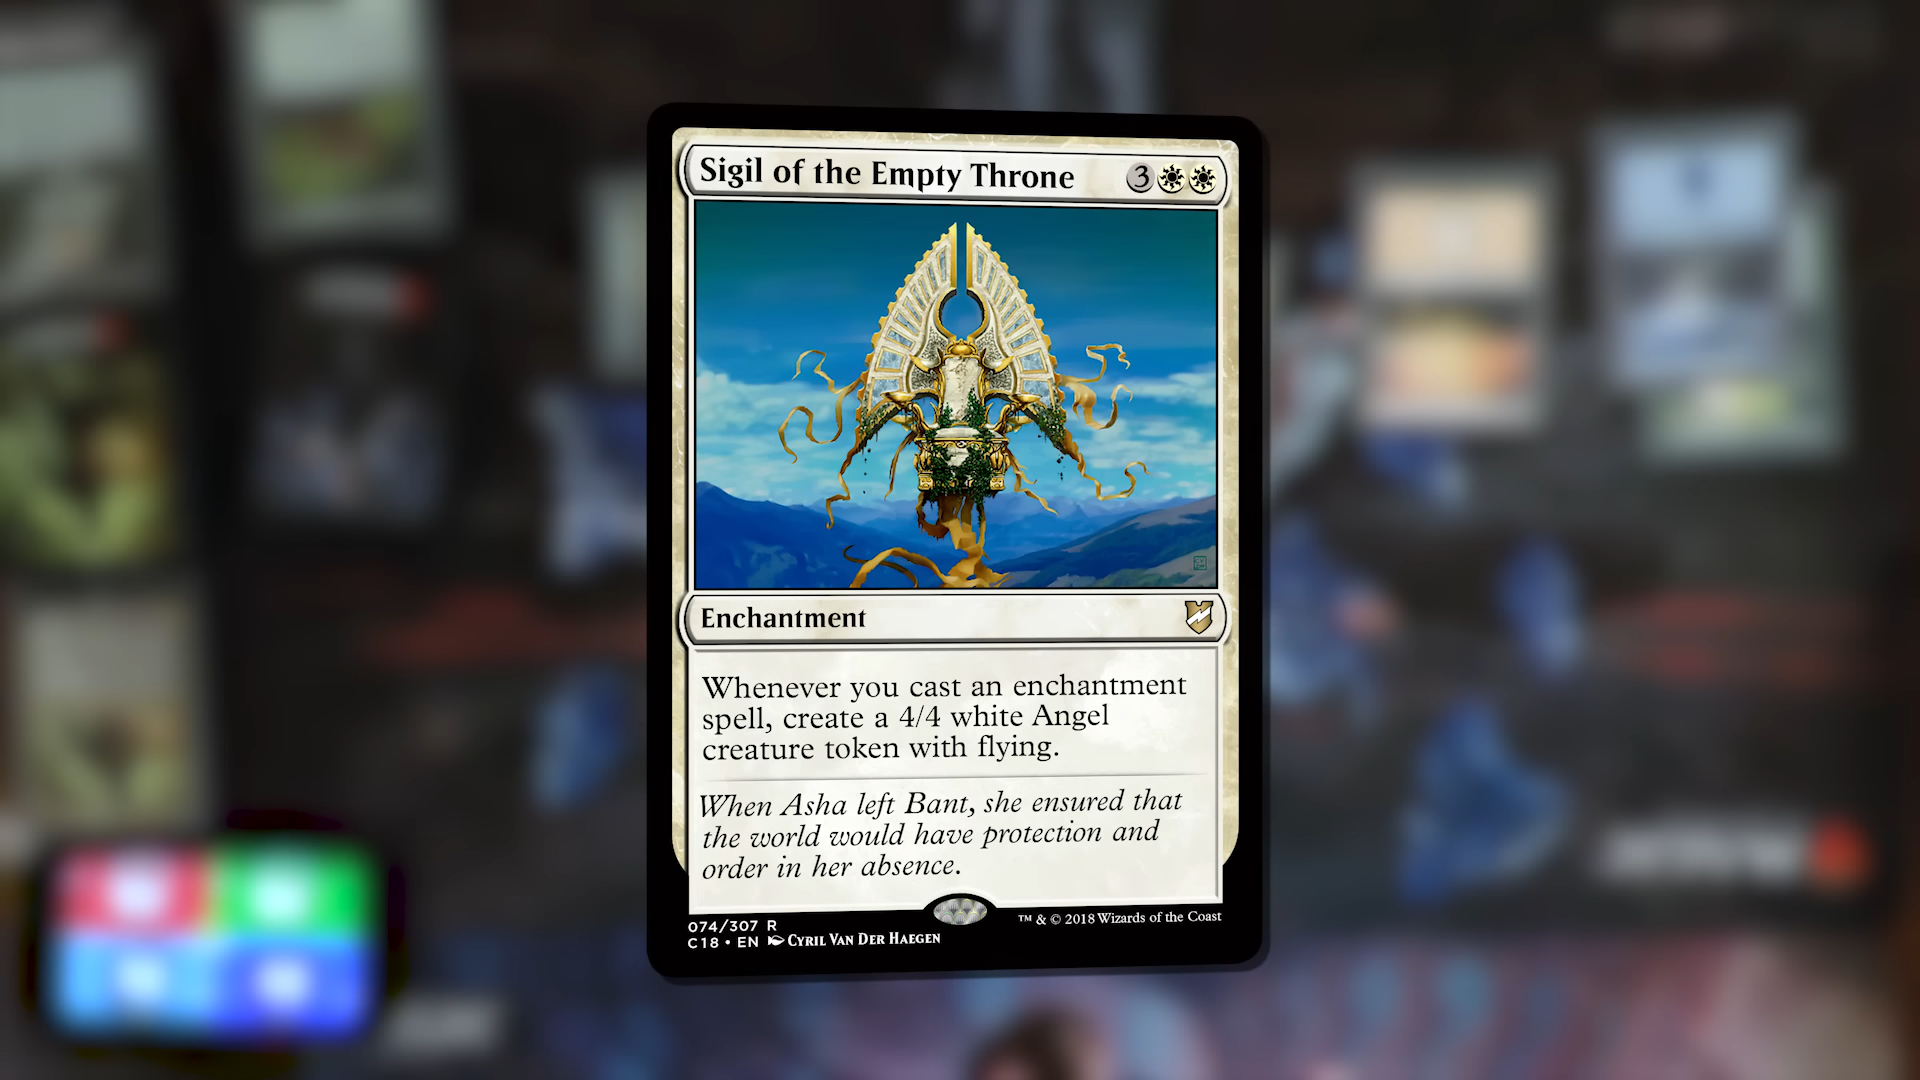 Sigil of the Empty Throne 3
Enchantment
Whenever you cast an enchantment
spell, create a 4/4 white Angel
creature token with flying.
When Asha left Bant, she ensured that
the world would have protection and
order in her absence.
074/307 R
C18 • EN Cyril Van Der Haegen
™ & © 2018 Wizards of the Coast